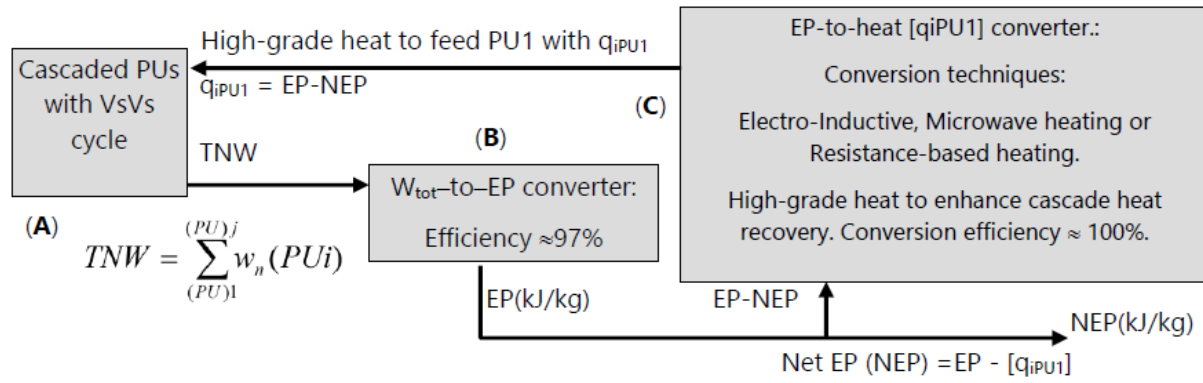 High-grade heat to feed PU1 with qiPU1
qiPU1 = EP-NEP
Cascaded PUs
with VsVs
cycle
TNW
(A)
TNW = ∑ wn (PUi)
(PU)j
(PU)1
(B)
Wtot–to–EP converter:
Efficiency ≈97%
(C)
EP-to-heat [qiPU1] converter.:
Conversion techniques:
Electro-Inductive, Microwave heating or
Resistance-based heating.
High-grade heat to enhance cascade heat
recovery. Conversion efficiency ≈ 100%.
EP(kJ/kg)
EP-NEP
NEP(kJ/kg)
Net EP (NEP) =EP - [qiPU1]